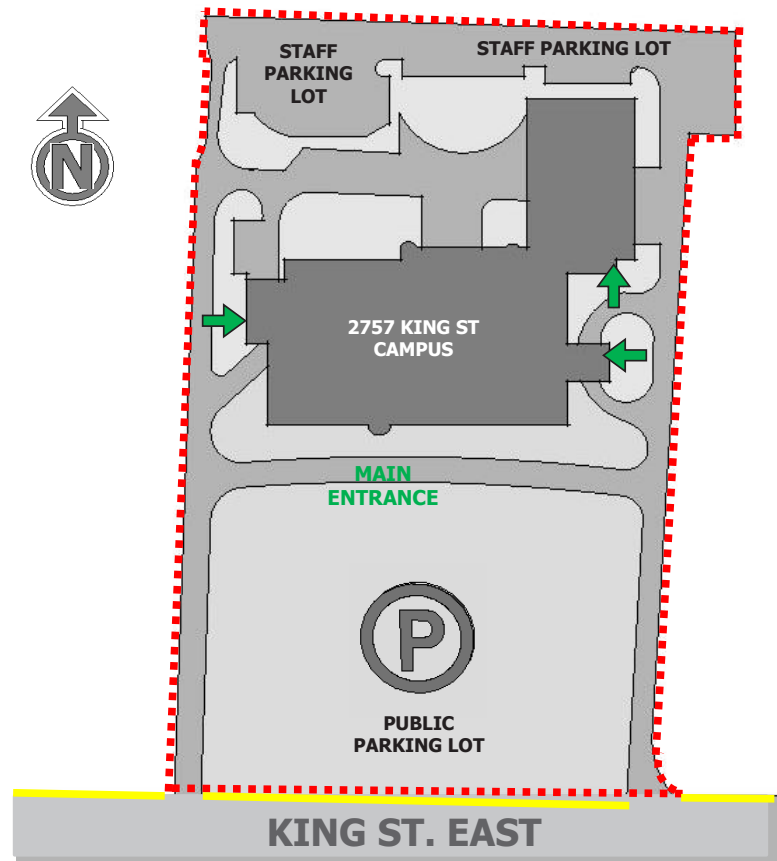 STAFF
PARKING
LOT
STAFF PARKING LOT
N
2757 KING ST
CAMPUS
MAIN
ENTRANCE
P
PUBLIC
PARKING LOT
KING ST. EAST